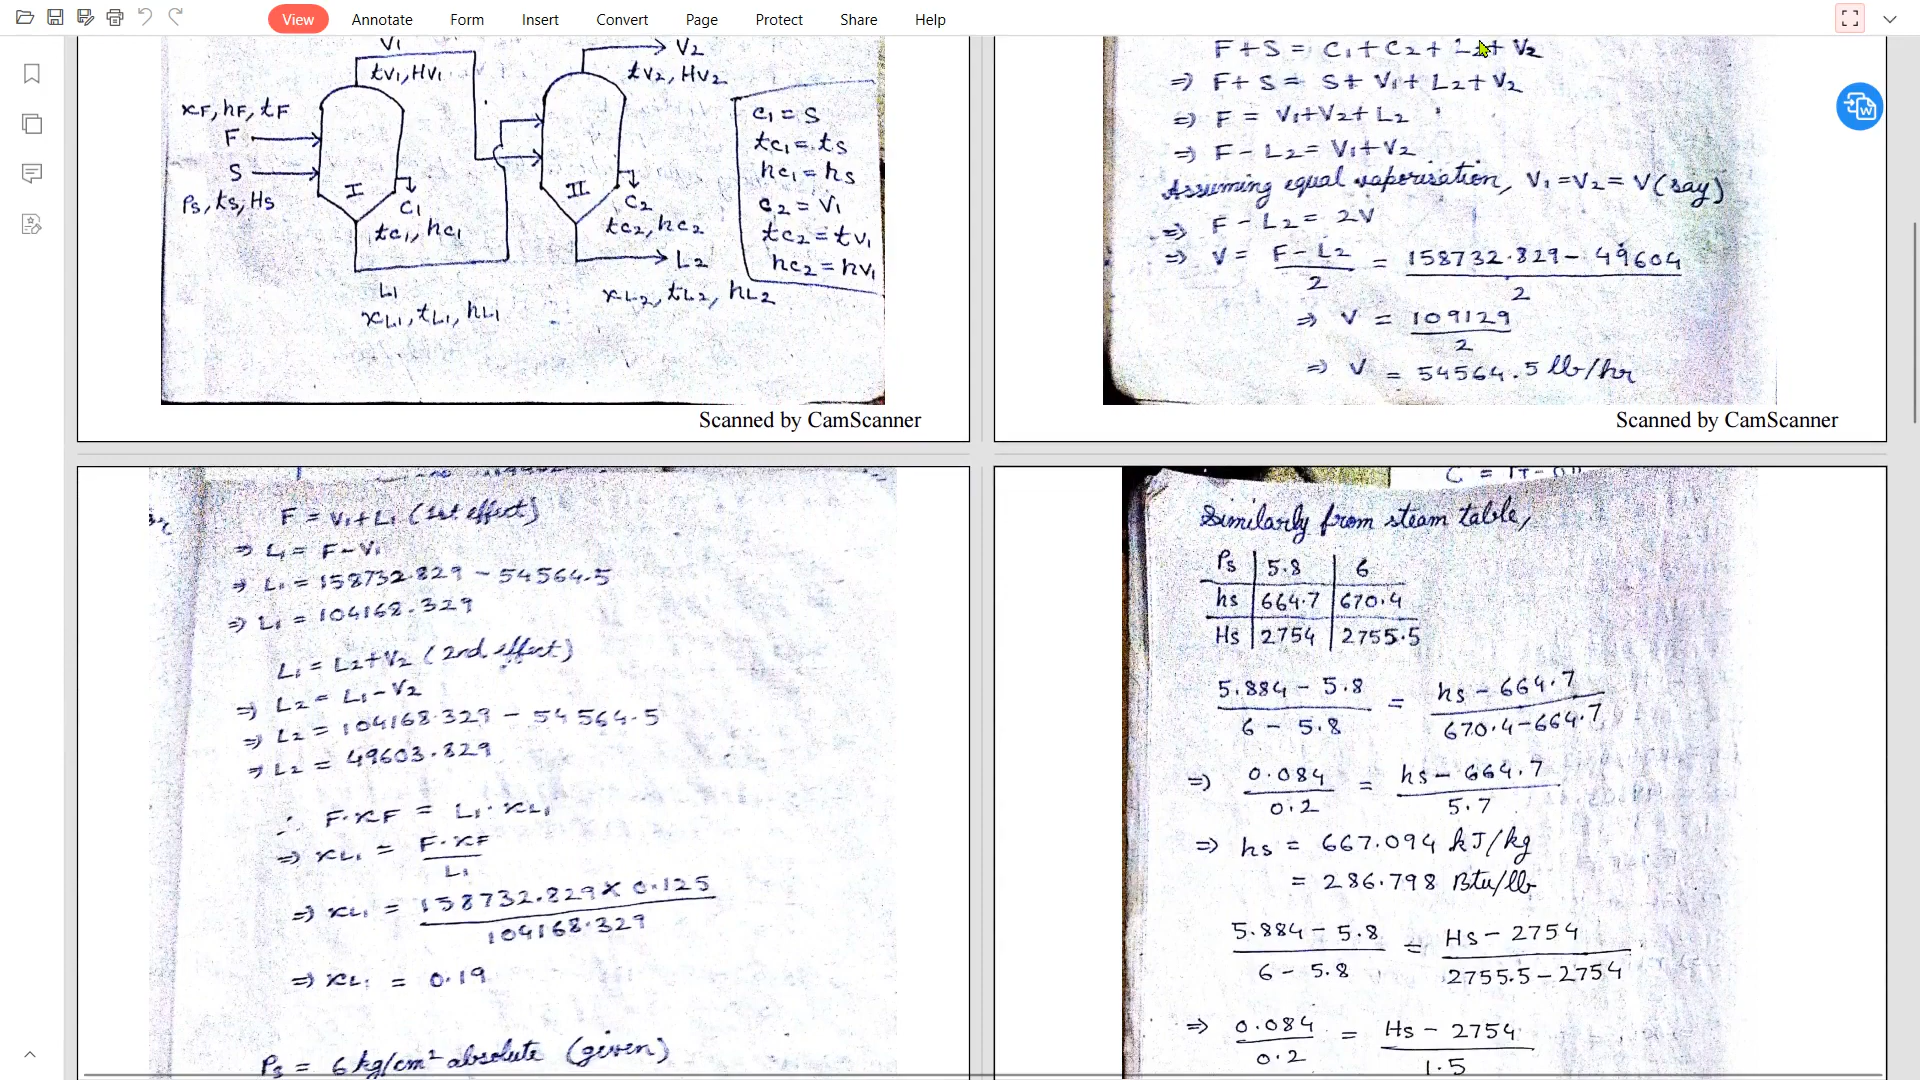 View
Annotate
Form
Insert
Convert
Page
Protect
Share
Help
V1
tV1, HV1
V2
tV2, HV2
xF, hF, tF
F
S
Ps, ts, Hs
I
C1
tC1, hC1
II
C2
tC2, hC2
L2
xL2, tL2, hL2
L1
xL1, tL1, hL1
C1 = S
tC1 = ts
hC1 = hs
C2 = V1
tC2 = tV1
hC2 = hV1
Scanned by CamScanner
F + S = C1 + C2 + L2 + V2
⇒ F + S = S + V1 + L2 + V2
⇒ F = V1 + V2 + L2
⇒ F - L2 = V1 + V2
Assuming equal vaporisation, V1 = V2 = V (say)
⇒ F - L2 = 2V
⇒ V = F - L2 / 2 = 158732.829 - 49604 / 2
⇒ V = 109129 / 2
⇒ V = 54564.5 lb/hr
Scanned by CamScanner
F = V1 + L1 (1st effect)
⇒ L1 = F - V1
⇒ L1 = 158732.829 - 54564.5
⇒ L1 = 104168.329
L1 = L2 + V2 (2nd effect)
⇒ L2 = L1 - V2
⇒ L2 = 104168.329 - 54564.5
⇒ L2 = 49603.829
∴ F·xF = L1·xL1
⇒ xL1 = F·xF / L1
⇒ xL1 = 158732.829 × 0.125 / 104168.329
⇒ xL1 = 0.19
Ps = 6 kg/cm² absolute (given)
Similarly from steam table,
Ps | 5.8 | 6
hs | 664.7 | 670.4
Hs | 2754 | 2755.5
5.884 - 5.8 / 6 - 5.8 = hs - 664.7 / 670.4 - 664.7
⇒ 0.084 / 0.2 = hs - 664.7 / 5.7
⇒ hs = 667.094 kJ/kg
= 286.798 Btu/lb
5.884 - 5.8 / 6 - 5.8 = Hs - 2754 / 2755.5 - 2754
⇒ 0.084 / 0.2 = Hs - 2754 / 1.5